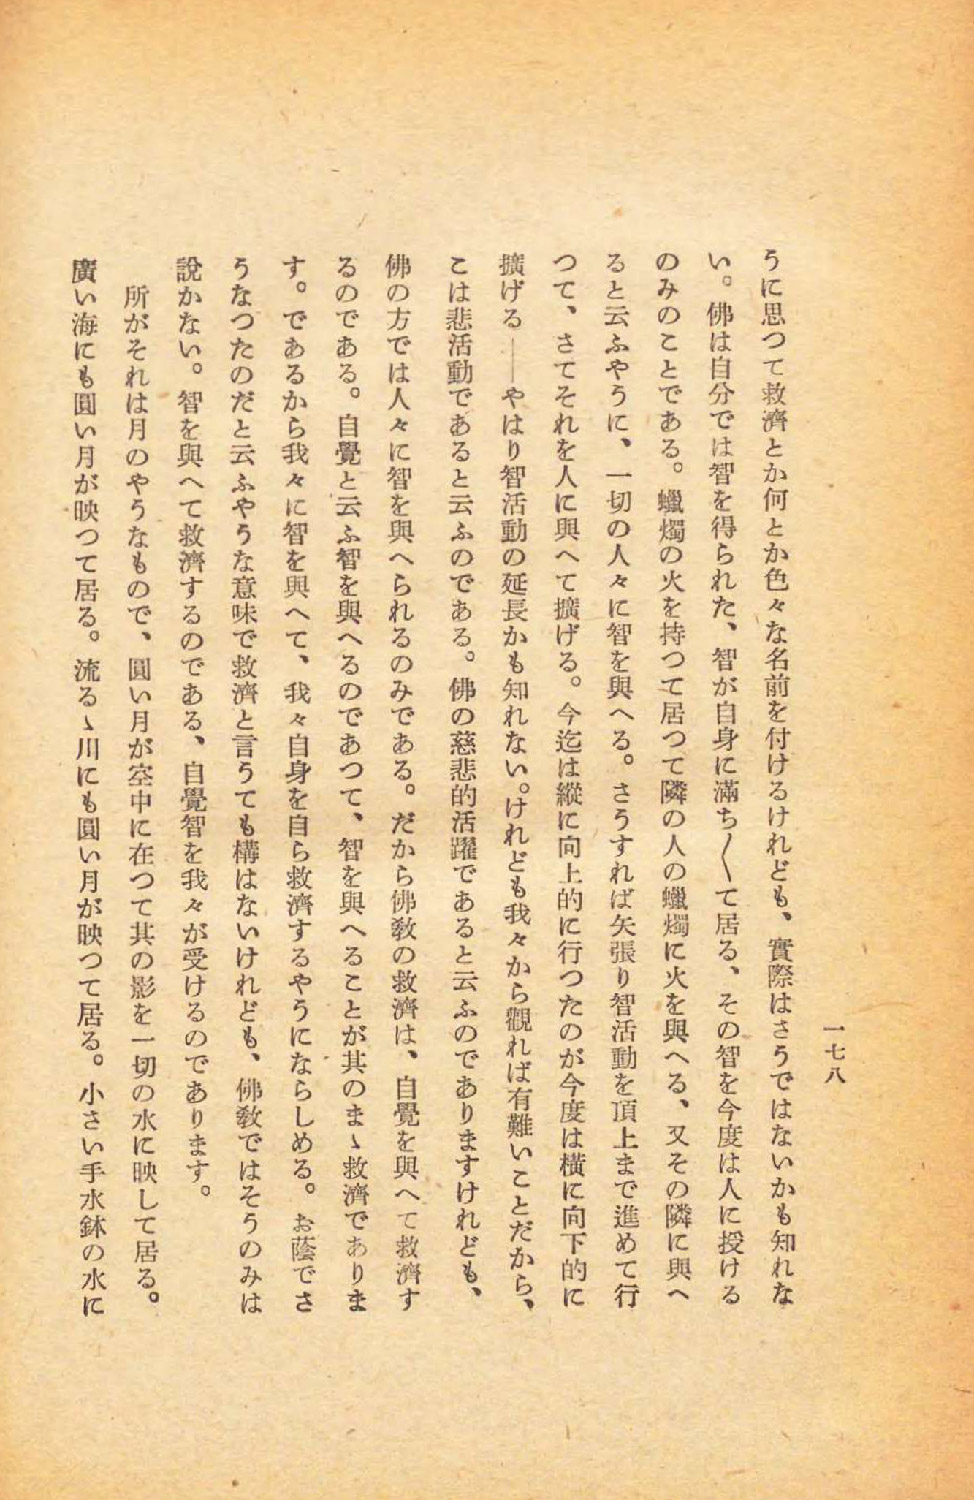 一七八
うに思つて救濟とか何とか色々な名前を付けるけれども、實際はさうではないかも知れな
い。佛は自分では智を得られた、智が自身に滿ち〱て居る、その智を今度は人に授ける
のみのことである。蠟燭の火を持つて居つて隣の人の蠟燭に火を與へる、又その隣に與へ
ると云ふやうに、一切の人々に智を與へる。さうすれば矢張り智活動を頂上まで進めて行
つて、さてそれを人に與へて擴げる。今迄は縱に向上的に行つたのが今度は橫に向下的に
擴げる――やはり智活動の延長かも知れない。けれども我々から觀れば有難いことだから、
こは悲活動であると云ふのである。佛の慈悲的活躍であると云ふのでありますけれども、
佛の方では人々に智を與へられるのみである。だから佛敎の救濟は、自覺を與へて救濟す
るのである。自覺と云ふ智を與へるのであつて、智を與へることが其のまゝ救濟でありま
す。であるから我々に智を與へて、我々自身を自ら救濟するやうにならしめる。お蔭でさ
うなつたのだと云ふやうな意味で救濟と言うても構はないけれども、佛敎ではそうのみは
說かない。智を與へて救濟するのである、自覺智を我々が受けるのであります。
所がそれは月のやうなもので、圓い月が空中に在つて其の影を一切の水に映して居る。
廣い海にも圓い月が映つて居る。流るゝ川にも圓い月が映つて居る。小さい手水鉢の水に